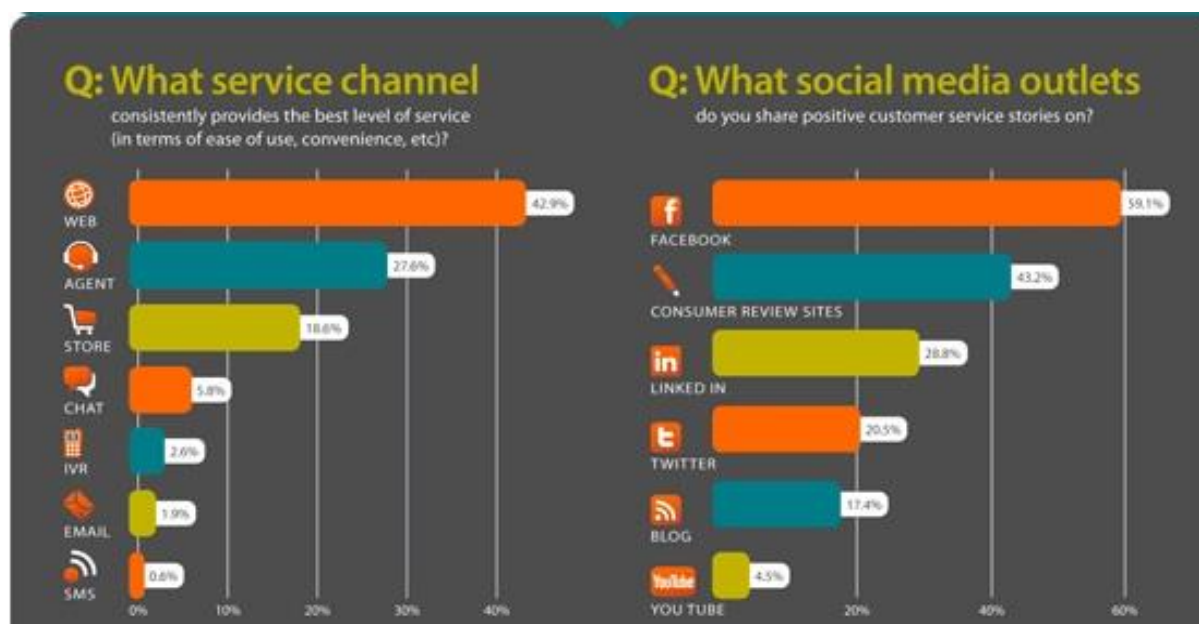 Q: What service channel
consistently provides the best level of service
(in terms of ease of use, convenience, etc)?
WEB
42.9%
AGENT
27.6%
STORE
18.6%
CHAT
5.8%
IVR
2.6%
EMAIL
1.9%
SMS
0.6%
0% 10% 20% 30% 40%
Q: What social media outlets
do you share positive customer service stories on?
f
FACEBOOK
59.1%
CONSUMER REVIEW SITES
43.2%
in
LINKED IN
28.8%
t
TWITTER
20.5%
BLOG
17.4%
YouTube
YOU TUBE
4.5%
20% 40% 60%